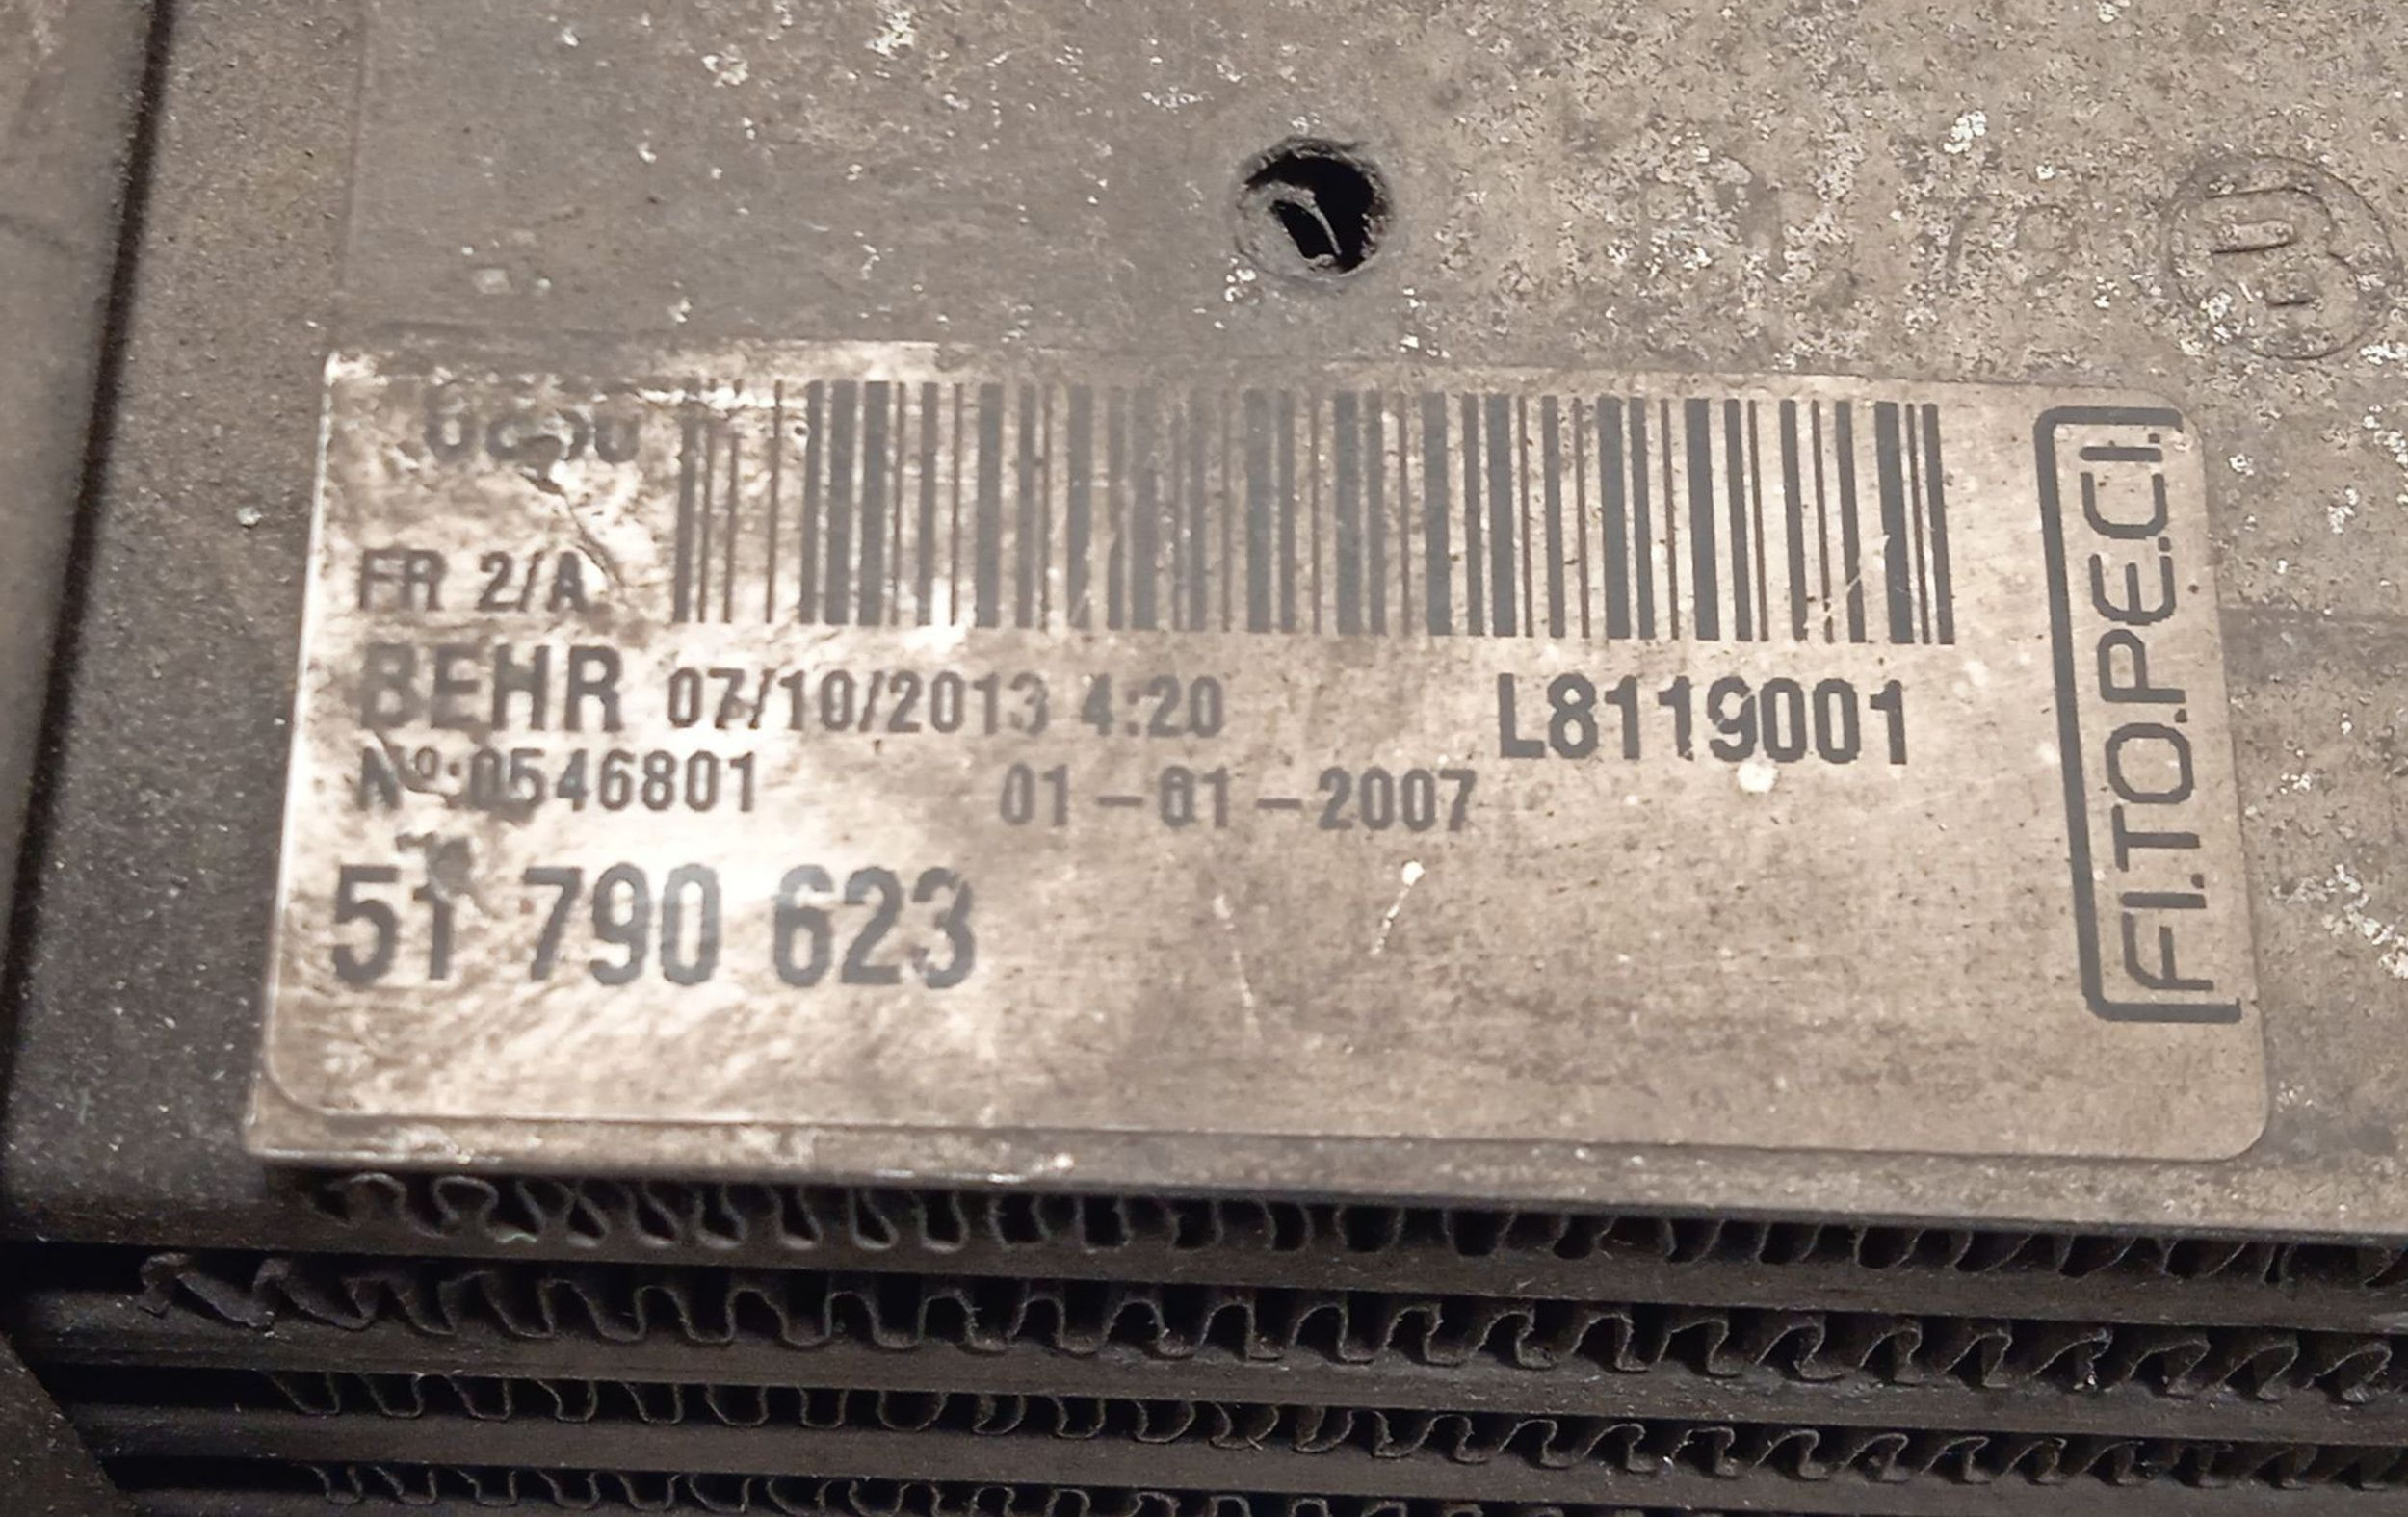 FR 2/A
BEHR 07/10/2013 4:20
L8119001
Nº:0546801
01-01-2007
51 790 623
F.I.T.O.P.E.C.I.